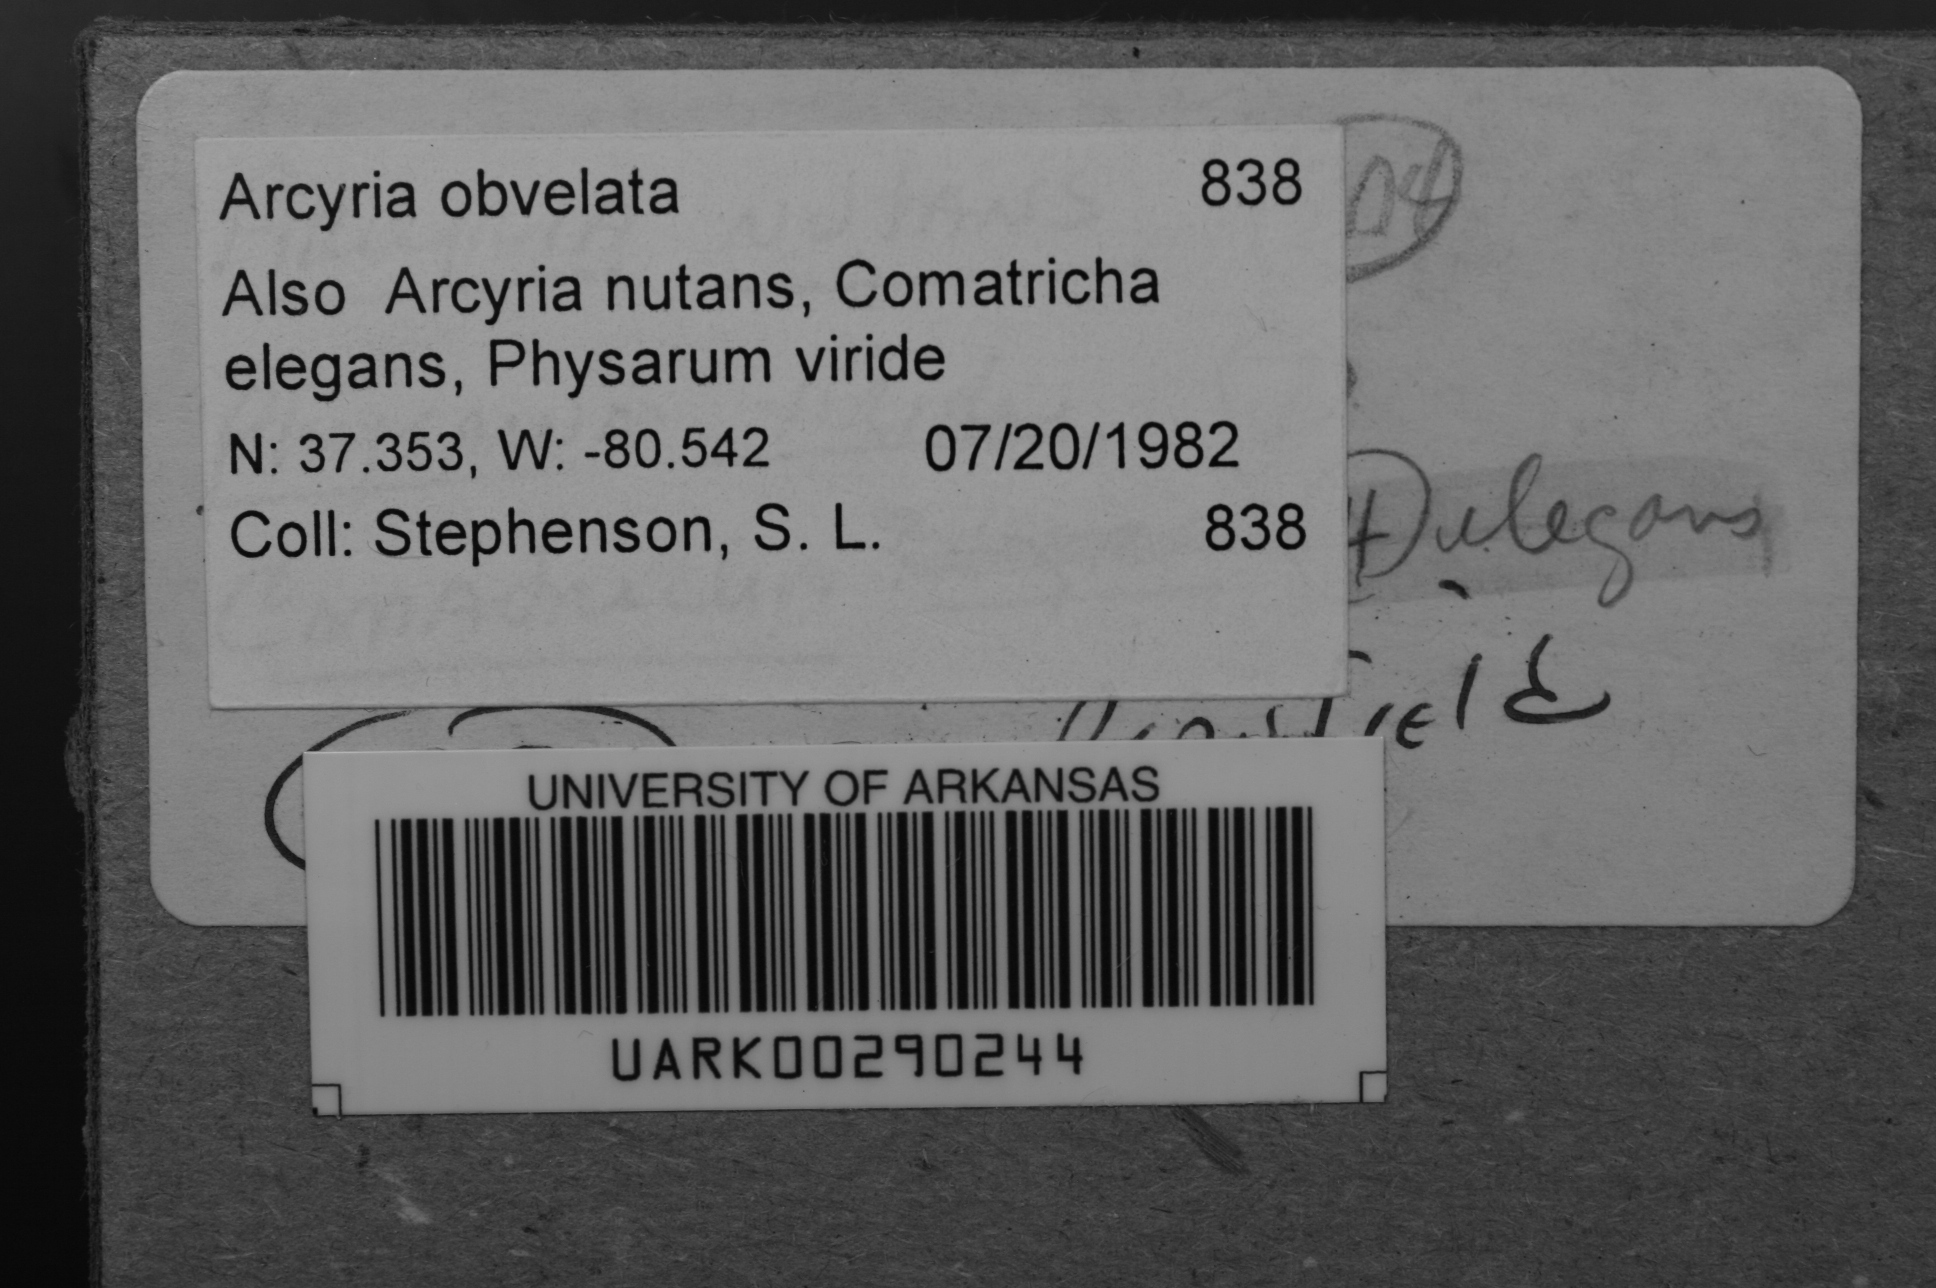 Arcyria obvelata 838
Also Arcyria nutans, Comatricha
elegans, Physarum viride
N: 37.353, W: -80.542 07/20/1982
Coll: Stephenson, S. L. 838
elegans
UNIVERSITY OF ARKANSAS
UARK00290244